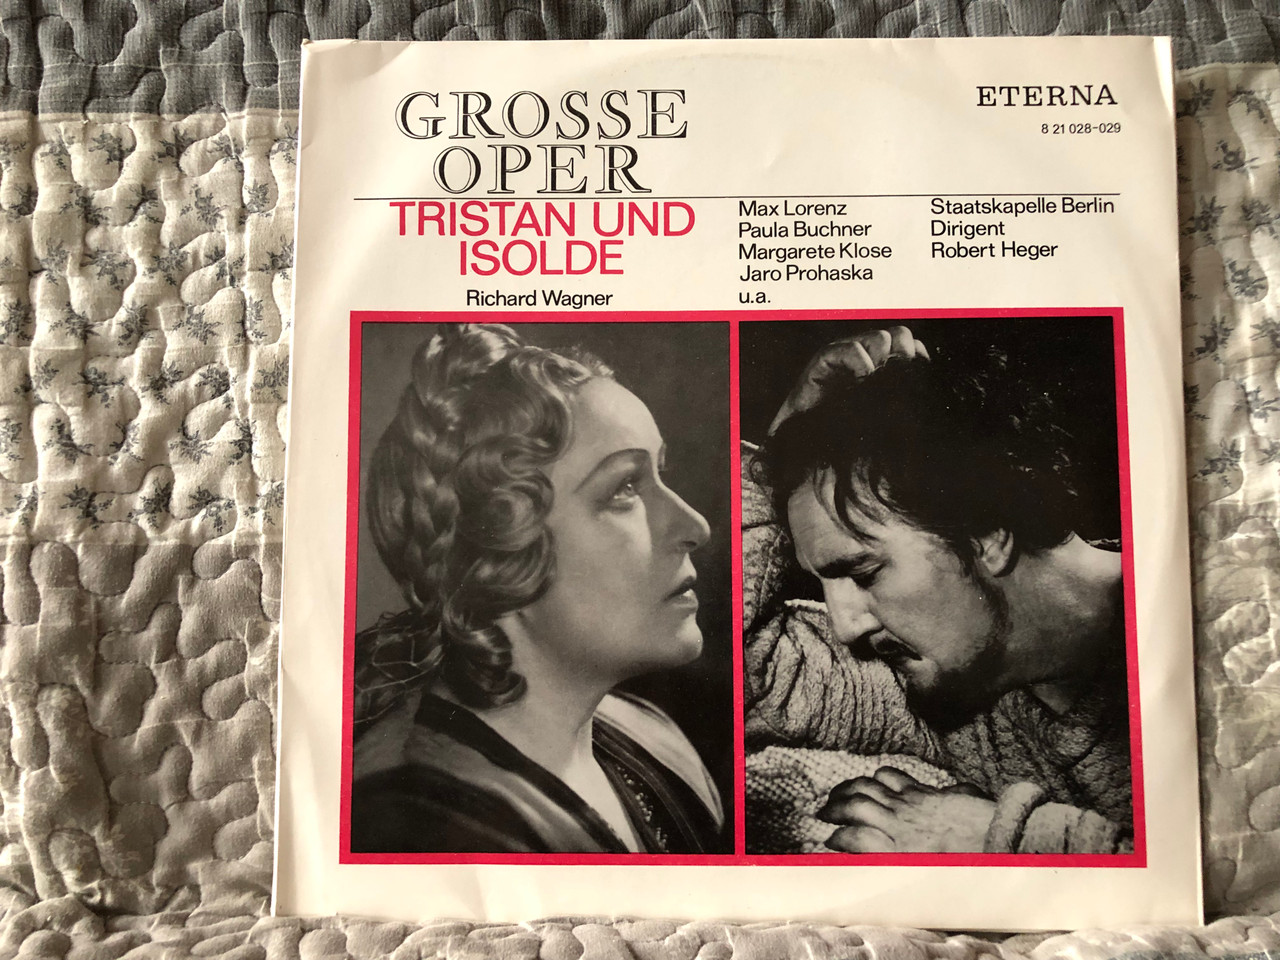 GROSSE
OPER
ETERNA
8 21 028-029
TRISTAN UND
ISOLDE
Richard Wagner
Max Lorenz
Paula Buchner
Margarete Klose
Jaro Prohaska
u.a.
Staatskapelle Berlin
Dirigent
Robert Heger